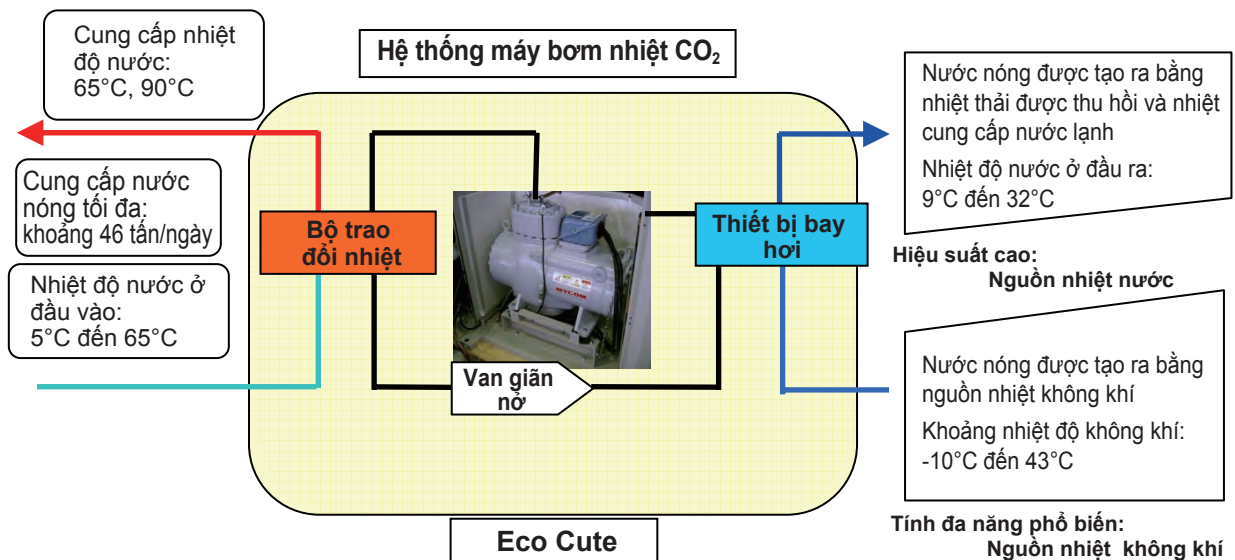 Cung cấp nhiệt
độ nước:
65°C, 90°C
Hệ thống máy bơm nhiệt CO₂
Nước nóng được tạo ra bằng
nhiệt thải được thu hồi và nhiệt
cung cấp nước lạnh
Nhiệt độ nước ở đầu ra:
9°C đến 32°C
Cung cấp nước
nóng tối đa:
khoảng 46 tấn/ngày
Bộ trao
đổi nhiệt
MYCOM
Thiết bị bay
hơi
Hiệu suất cao:
Nguồn nhiệt nước
Nhiệt độ nước ở
đầu vào:
5°C đến 65°C
Van giãn
nở
Nước nóng được tạo ra bằng
nguồn nhiệt không khí
Khoảng nhiệt độ không khí:
-10°C đến 43°C
Eco Cute
Tính đa năng phổ biến:
Nguồn nhiệt không khí